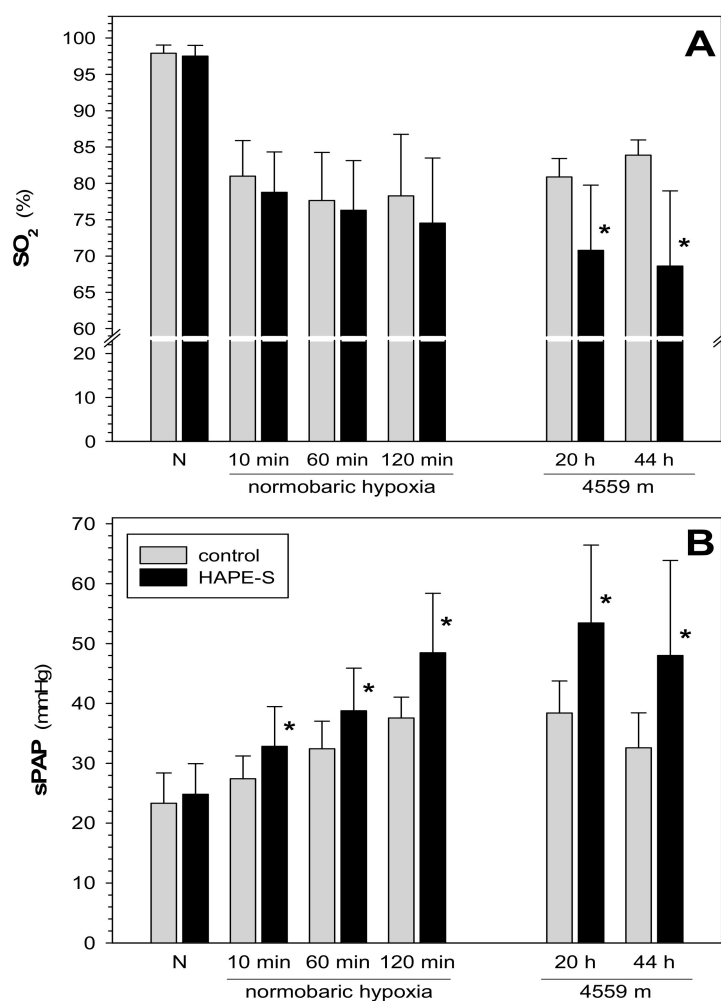 A
100
95
90
85
80
75
70
65
60
20
10
0
SO2 (%)
*
*
N 10 min 60 min 120 min 20 h 44 h
normobaric hypoxia 4559 m
B
control
HAPE-S
70
60
50
40
30
20
10
0
sPAP (mmHg)
* * * * *
N 10 min 60 min 120 min 20 h 44 h
normobaric hypoxia 4559 m